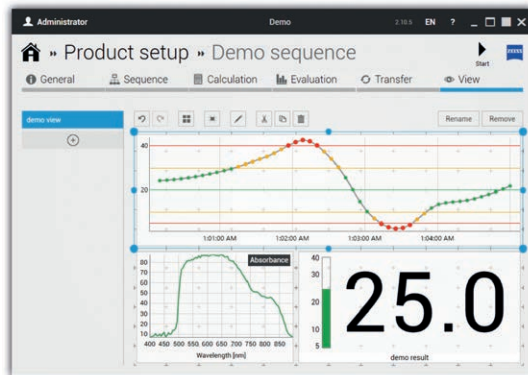 Administrator Demo 2.10.5 EN ?
» Product setup » Demo sequence Start ZEISS
General Sequence Calculation Evaluation Transfer View
demo view Rename Remove
40
20
1:01:00 AM 1:02:00 AM 1:03:00 AM 1:04:00 AM
Absorbance
80
70
60
50
40
30
20
10
400 450 500 550 600 650 700 750 800 850
Wavelength [nm]
40
30
20
10
5
25.0
demo result